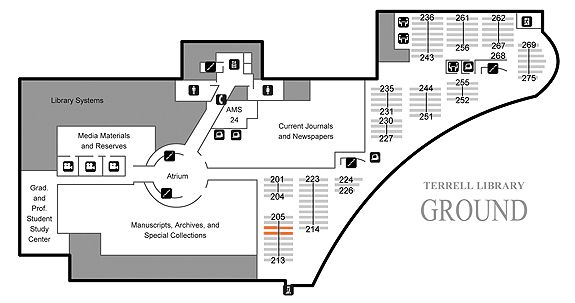 236
261
262
243
256
267
268
269
275
255
252
235
244
231
230
251
227
Library Systems
AMS
24
Current Journals
and Newspapers
Media Materials
and Reserves
Atrium
Grad.
and
Prof.
Student
Study
Center
Manuscripts, Archives, and
Special Collections
201
204
223
224
226
205
214
213
TERRELL LIBRARY
GROUND